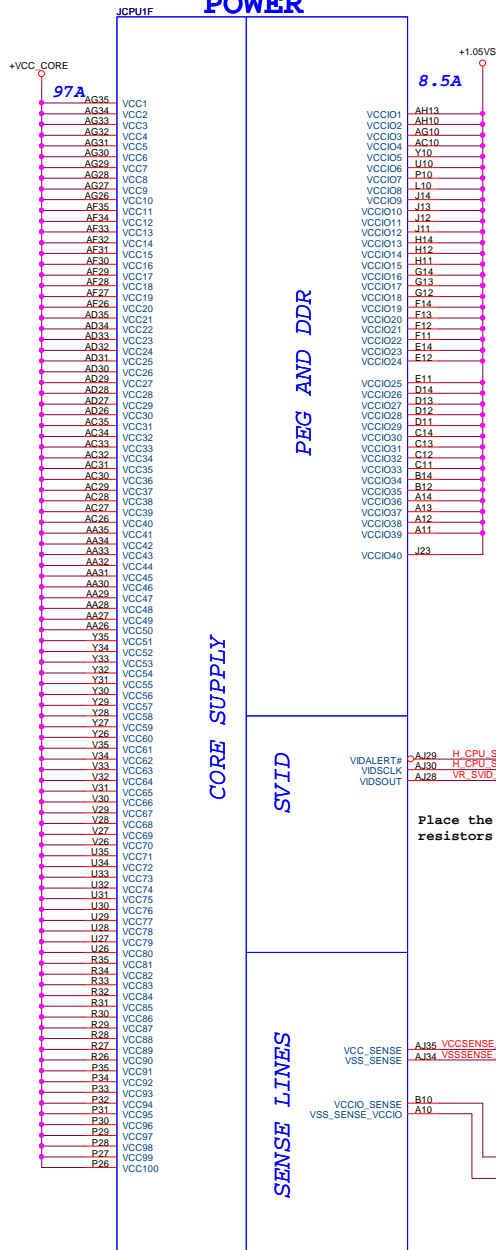 POWER
JCPU1F
+VCC_CORE
97A
AG35 VCC1
AG34 VCC2
AG33 VCC3
AG32 VCC4
AG31 VCC5
AG30 VCC6
AG29 VCC7
AG28 VCC8
AG27 VCC9
AG26 VCC10
AF35 VCC11
AF34 VCC12
AF33 VCC13
AF32 VCC14
AF31 VCC15
AF30 VCC16
AF29 VCC17
AF28 VCC18
AF27 VCC19
AF26 VCC20
AD35 VCC21
AD34 VCC22
AD33 VCC23
AD32 VCC24
AD31 VCC25
AD30 VCC26
AD29 VCC27
AD28 VCC28
AD27 VCC29
AD26 VCC30
AC35 VCC31
AC34 VCC32
AC33 VCC33
AC32 VCC34
AC31 VCC35
AC30 VCC36
AC29 VCC37
AC28 VCC38
AC27 VCC39
AC26 VCC40
AA35 VCC41
AA34 VCC42
AA33 VCC43
AA32 VCC44
AA31 VCC45
AA30 VCC46
AA29 VCC47
AA28 VCC48
AA27 VCC49
AA26 VCC50
Y35 VCC51
Y34 VCC52
Y33 VCC53
Y32 VCC54
Y31 VCC55
Y30 VCC56
Y29 VCC57
Y28 VCC58
Y27 VCC59
Y26 VCC60
V35 VCC61
V34 VCC62
V33 VCC63
V32 VCC64
V31 VCC65
V30 VCC66
V29 VCC67
V28 VCC68
V27 VCC69
V26 VCC70
U35 VCC71
U34 VCC72
U33 VCC73
U32 VCC74
U31 VCC75
U30 VCC76
U29 VCC77
U28 VCC78
U27 VCC79
U26 VCC80
R35 VCC81
R34 VCC82
R33 VCC83
R32 VCC84
R31 VCC85
R30 VCC86
R29 VCC87
R28 VCC88
R27 VCC89
R26 VCC90
P35 VCC91
P34 VCC92
P33 VCC93
P32 VCC94
P31 VCC95
P30 VCC96
P29 VCC97
P28 VCC98
P27 VCC99
P26 VCC100
CORE SUPPLY
PEG AND DDR
+1.05VS
8.5A
VCCIO1 AH13
VCCIO2 AH10
VCCIO3 AG10
VCCIO4 AC10
VCCIO5 Y10
VCCIO6 U10
VCCIO7 P10
VCCIO8 L10
VCCIO9 J14
VCCIO10 J13
VCCIO11 J12
VCCIO12 J11
VCCIO13 H14
VCCIO14 H12
VCCIO15 H11
VCCIO16 G14
VCCIO17 G13
VCCIO18 G12
VCCIO19 F14
VCCIO20 F13
VCCIO21 F12
VCCIO22 F11
VCCIO23 E14
VCCIO24 E12
VCCIO25 E11
VCCIO26 D14
VCCIO27 D13
VCCIO28 D12
VCCIO29 D11
VCCIO30 C14
VCCIO31 C13
VCCIO32 C12
VCCIO33 C11
VCCIO34 B14
VCCIO35 B12
VCCIO36 A14
VCCIO37 A13
VCCIO38 A12
VCCIO39 A11
VCCIO40 J23
SVID
VIDALERT# AJ29 H_CPU_S
VIDSCLK AJ30 H_CPU_S
VIDSOUT AJ28 VR_SVID_
Place the
resistors
SENSE LINES
VCC_SENSE AJ35 VCCSENSE_
VSS_SENSE AJ34 VSSSENSE_
VCCIO_SENSE B10
VSS_SENSE_VCCIO A10